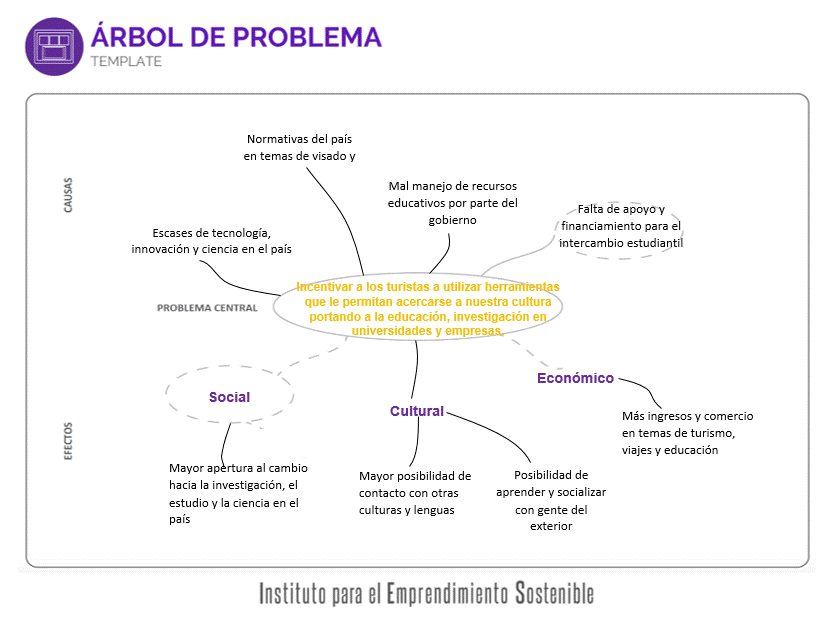 ÁRBOL DE PROBLEMA
TEMPLATE
CAUSAS
Normativas del país
en temas de visado y
Mal manejo de recursos
educativos por parte del
gobierno
Falta de apoyo y
financiamiento para el
intercambio estudiantil
Escases de tecnología,
innovación y ciencia en el país
PROBLEMA CENTRAL
Incentivar a los turistas a utilizar herramientas
que le permitan acercarse a nuestra cultura
portando a la educación, investigación en
universidades y empresas.
EFECTOS
Social
Mayor apertura al cambio
hacia la investigación, el
estudio y la ciencia en el
país
Cultural
Mayor posibilidad de
contacto con otras
culturas y lenguas
Posibilidad de
aprender y socializar
con gente del
exterior
Económico
Más ingresos y comercio
en temas de turismo,
viajes y educación
Instituto para el Emprendimiento Sostenible